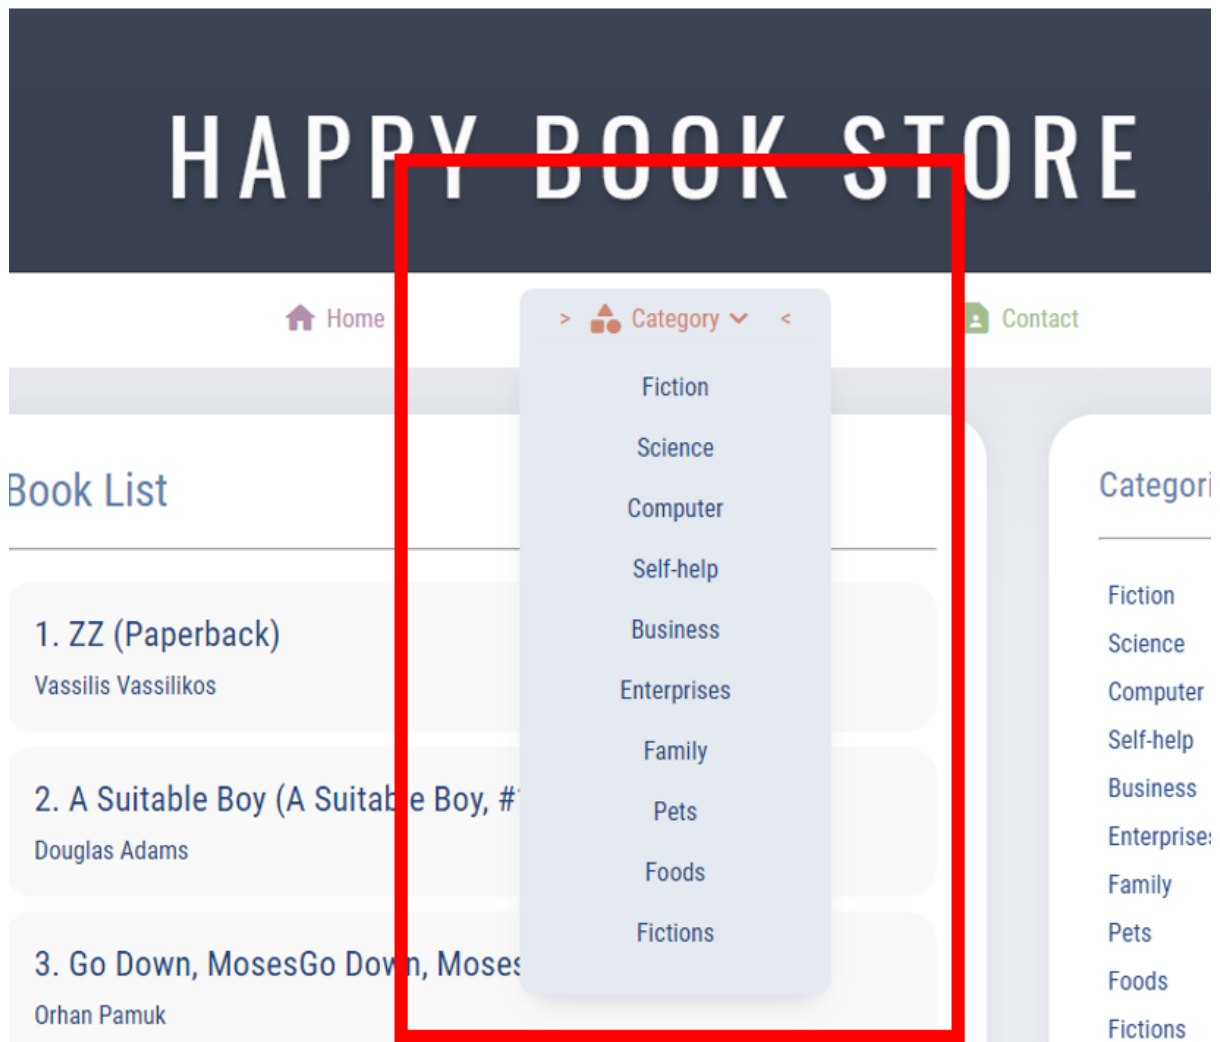 HAPPY BOOK STORE
Home
> Category <
Contact
Fiction
Science
Computer
Self-help
Business
Enterprises
Family
Pets
Foods
Fictions
Book List
1. ZZ (Paperback)
Vassilis Vassilikos
2. A Suitable Boy (A Suitable Boy, #
Douglas Adams
3. Go Down, MosesGo Down, Moses
Orhan Pamuk
Categori
Fiction
Science
Computer
Self-help
Business
Enterprises
Family
Pets
Foods
Fictions